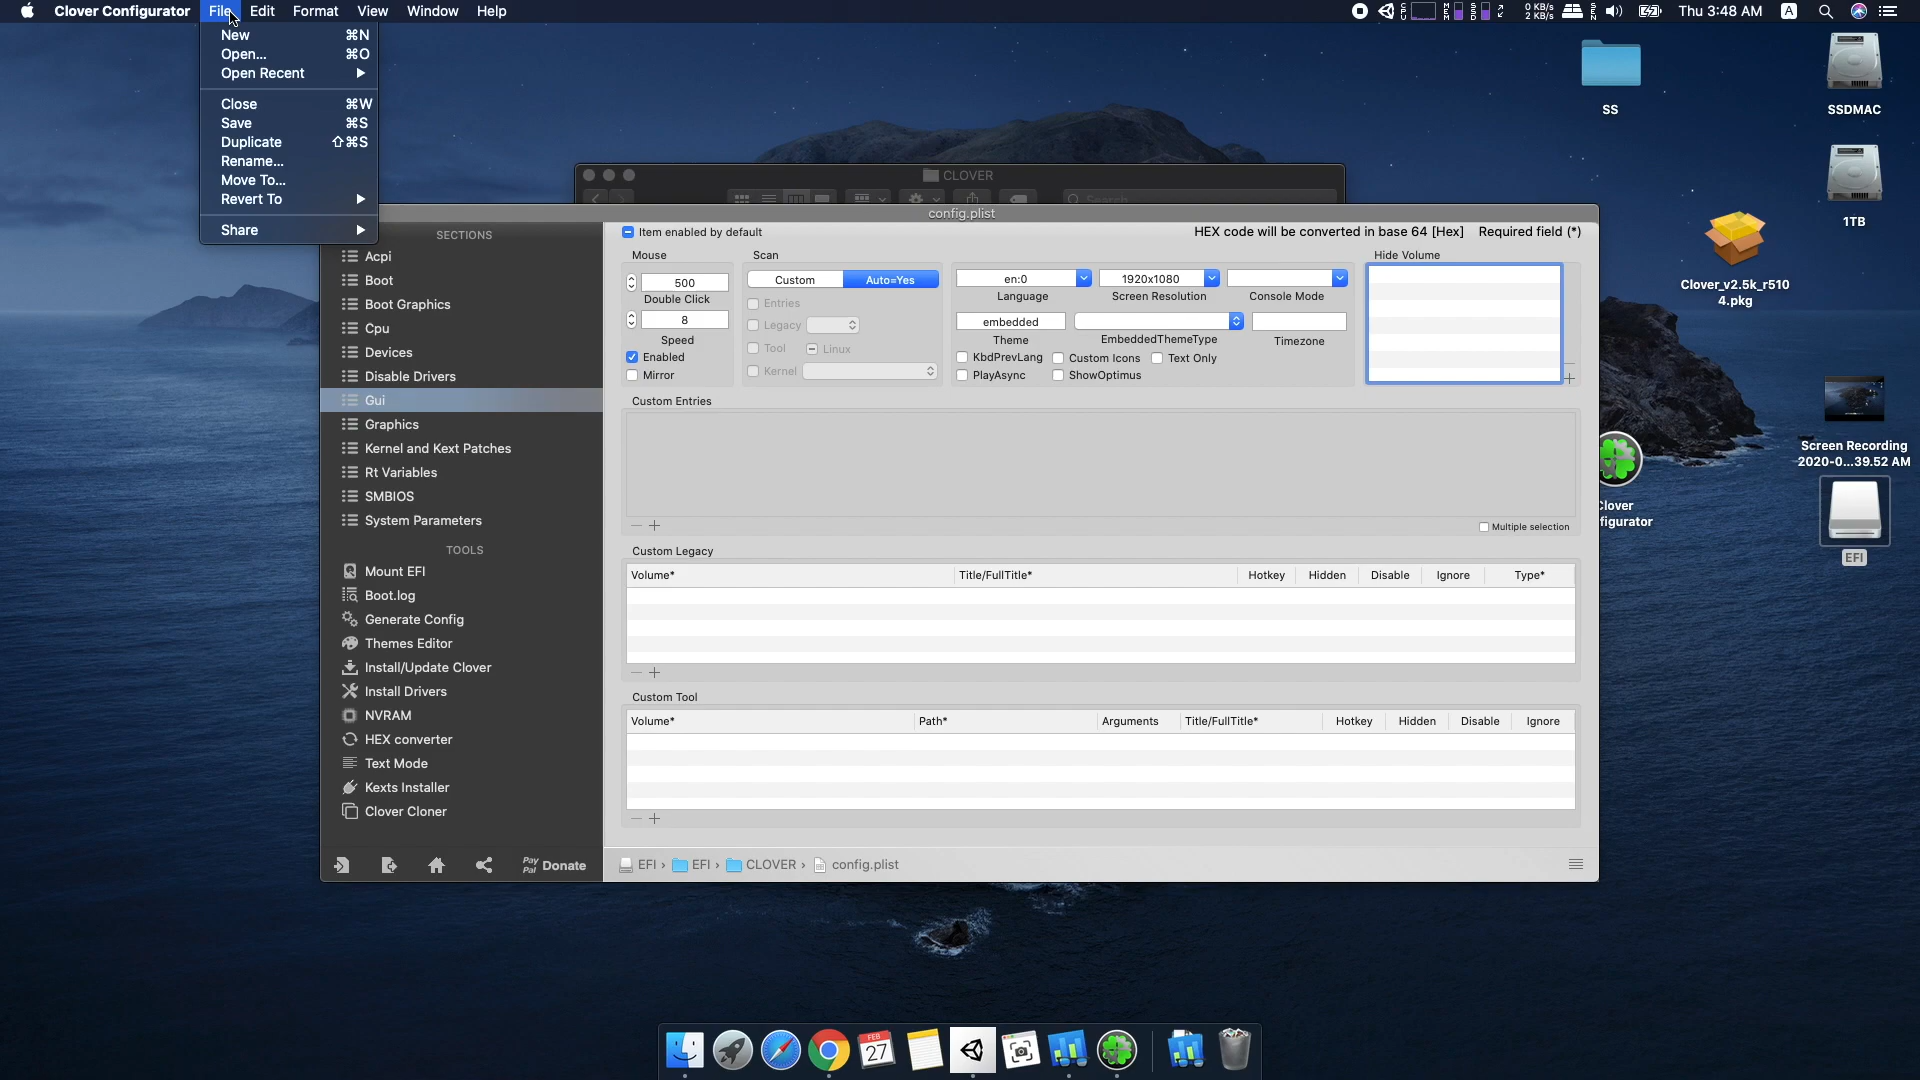 Clover Configurator File Edit Format View Window Help
CPU MEM SSD 0 KB/s 2 KB/s SEN Thu 3:48 AM A
New ⌘N
Open... ⌘O
Open Recent
Close ⌘W
Save ⌘S
Duplicate ⇧⌘S
Rename...
Move To...
Revert To
Share
SS
SSDMAC
1TB
Clover_v2.5k_r510
4.pkg
Screen Recording
2020-0...39.52 AM
Clover
figurator
EFI
CLOVER
Search
config.plist
SECTIONS
Acpi
Boot
Boot Graphics
Cpu
Devices
Disable Drivers
Gui
Graphics
Kernel and Kext Patches
Rt Variables
SMBIOS
System Parameters
TOOLS
Mount EFI
Boot.log
Generate Config
Themes Editor
Install/Update Clover
Install Drivers
NVRAM
HEX converter
Text Mode
Kexts Installer
Clover Cloner
Pay Pal Donate
Item enabled by default HEX code will be converted in base 64 [Hex] Required field (*)
Mouse Scan Hide Volume
500 Custom Auto=Yes en:0 1920x1080
Double Click Entries Language Screen Resolution Console Mode
8 Legacy embedded
Speed Tool Linux Theme EmbeddedThemeType Timezone
Enabled Kernel KbdPrevLang Custom Icons Text Only
Mirror PlayAsync ShowOptimus
Custom Entries
Multiple selection
Custom Legacy
Volume* Title/FullTitle* Hotkey Hidden Disable Ignore Type*
Custom Tool
Volume* Path* Arguments Title/FullTitle* Hotkey Hidden Disable Ignore
EFI › EFI › CLOVER › config.plist
FEB
27